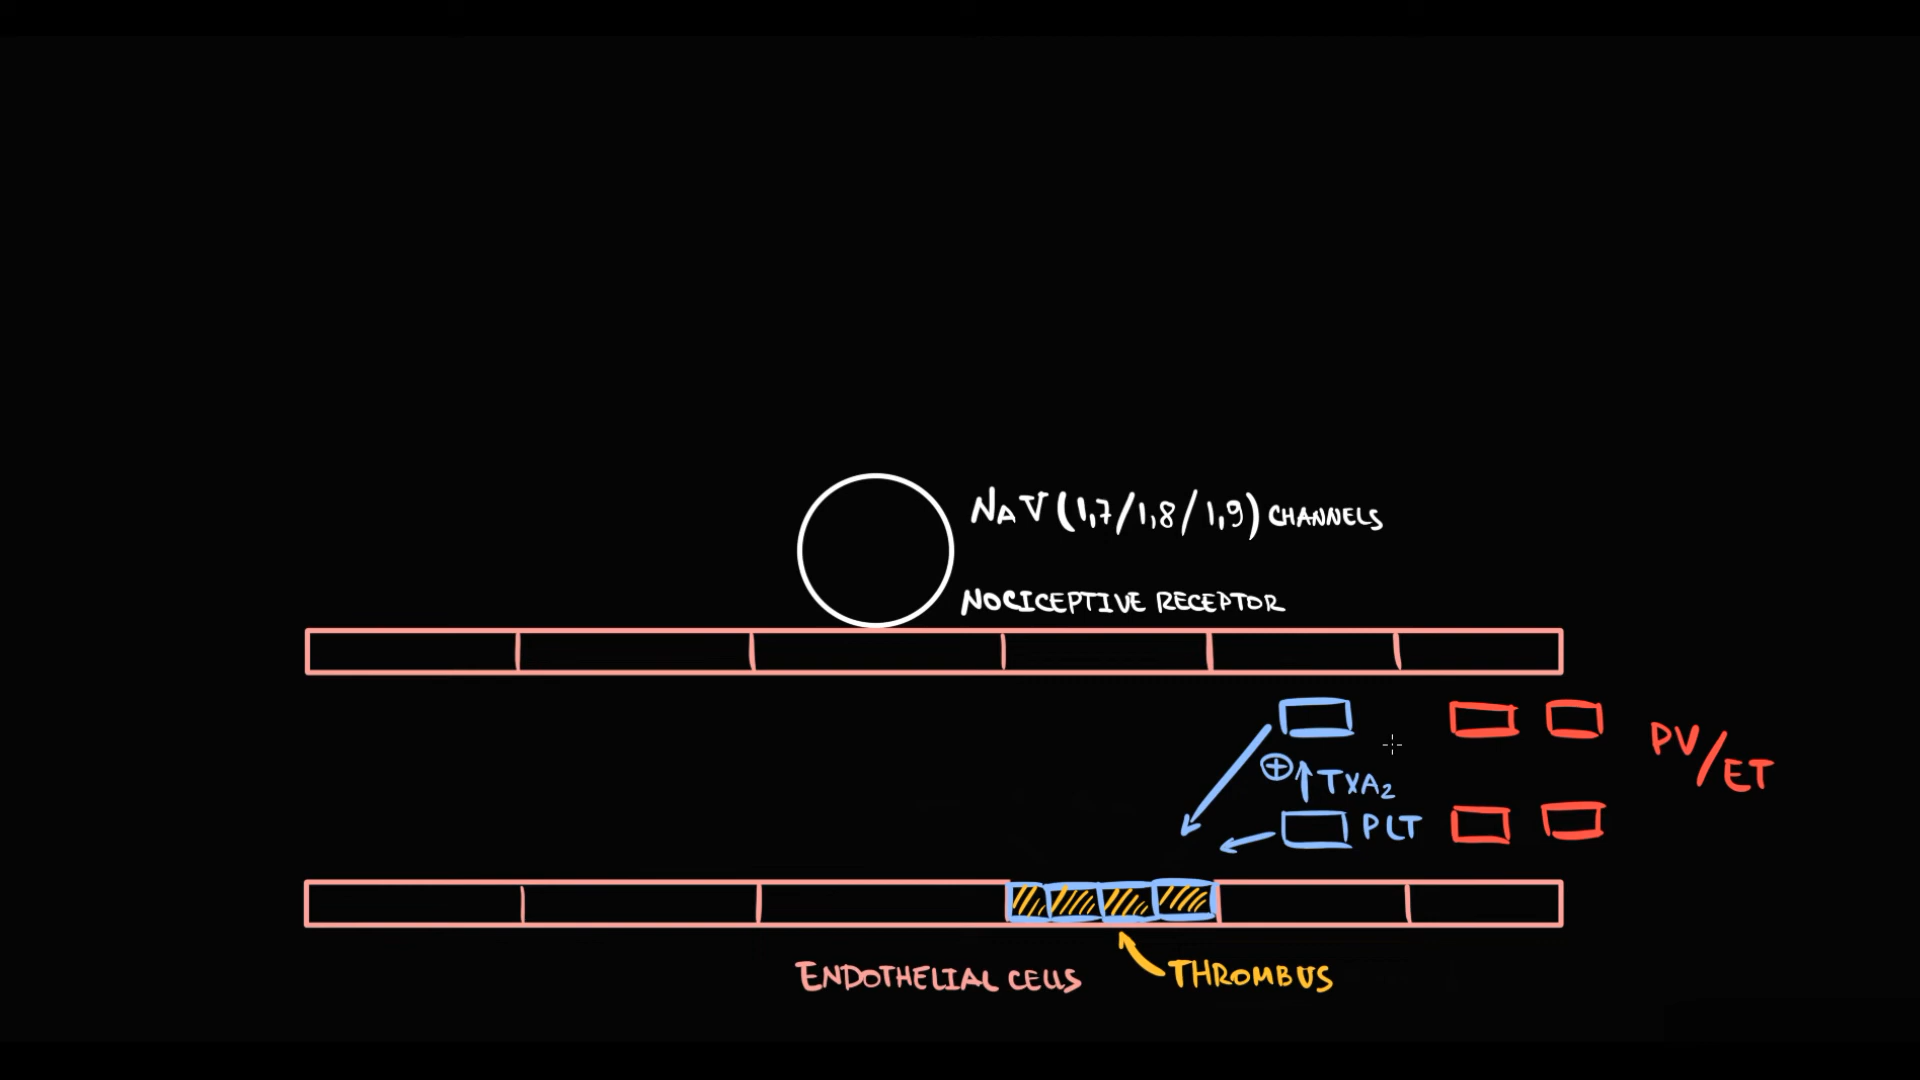 NaV (1,7/1,8/1,9) CHANNELS
NOCICEPTIVE RECEPTOR
PV/ET
⊕ ↑ TXA₂
PLT
ENDOTHELIAL CELLS
THROMBUS